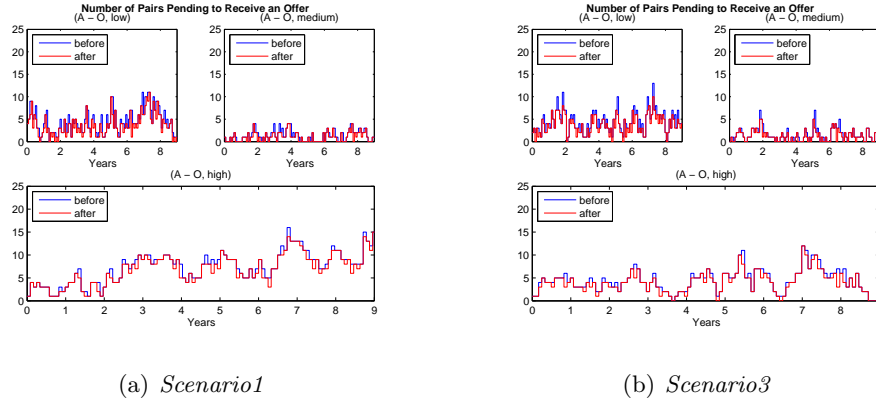 Number of Pairs Pending to Receive an Offer
(A − O, low)
(A − O, medium)
25
20
15
10
5
0
before
after
0 2 4 6 8
Years
25
20
15
10
5
0
before
after
0 2 4 6 8
Years
(A − O, high)
25
20
15
10
5
0
before
after
0 1 2 3 4 5 6 7 8 9
Years
(a) Scenario1
Number of Pairs Pending to Receive an Offer
(A − O, low)
(A − O, medium)
25
20
15
10
5
0
before
after
0 2 4 6 8
Years
25
20
15
10
5
0
before
after
0 2 4 6 8
Years
(A − O, high)
25
20
15
10
5
0
before
after
0 1 2 3 4 5 6 7 8 9
Years
(b) Scenario3